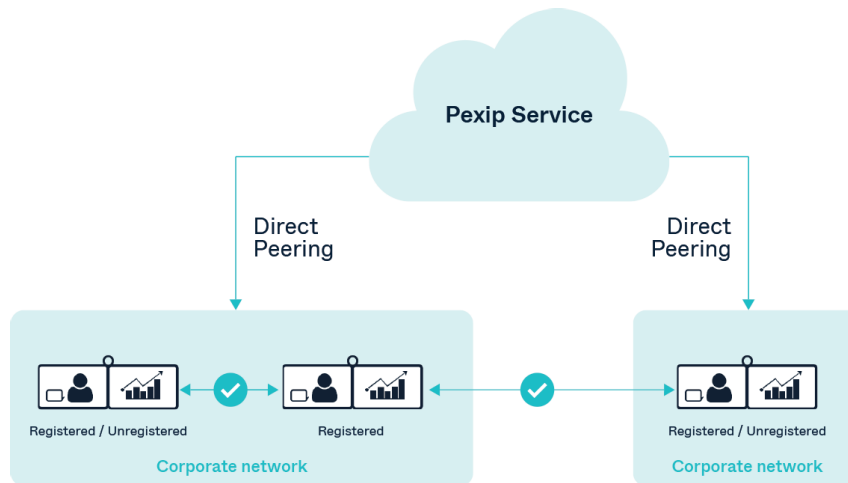 Pexip Service
Direct
Peering
Direct
Peering
Registered / Unregistered
Registered
Registered / Unregistered
Corporate network
Corporate network